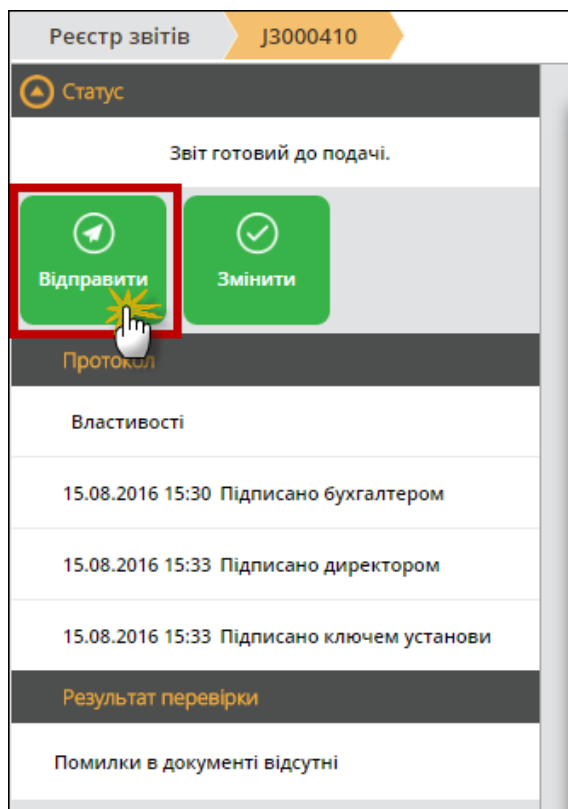 Реєстр звітів J3000410
Статус
Звіт готовий до подачі.
Відправити Змінити
Протокол
Властивості
15.08.2016 15:30 Підписано бухгалтером
15.08.2016 15:33 Підписано директором
15.08.2016 15:33 Підписано ключем установи
Результат перевірки
Помилки в документі відсутні